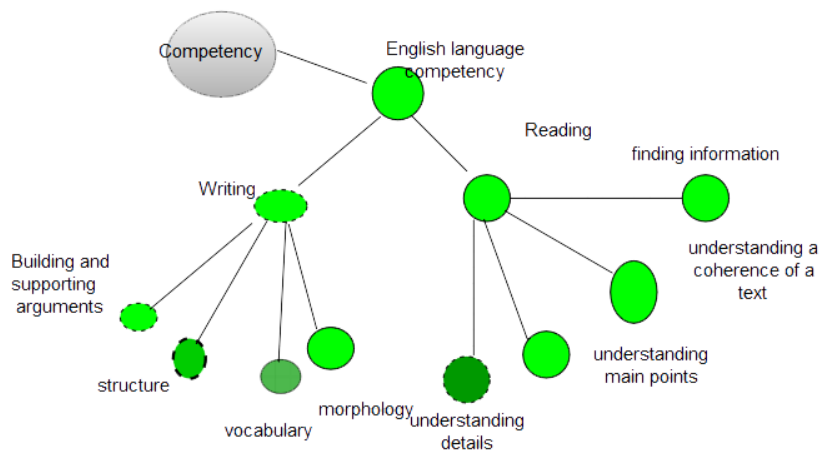 Competency
English language
competency
Reading
finding information
Writing
understanding a
coherence of a
text
Building and
supporting
arguments
understanding
main points
structure
morphology
understanding
details
vocabulary